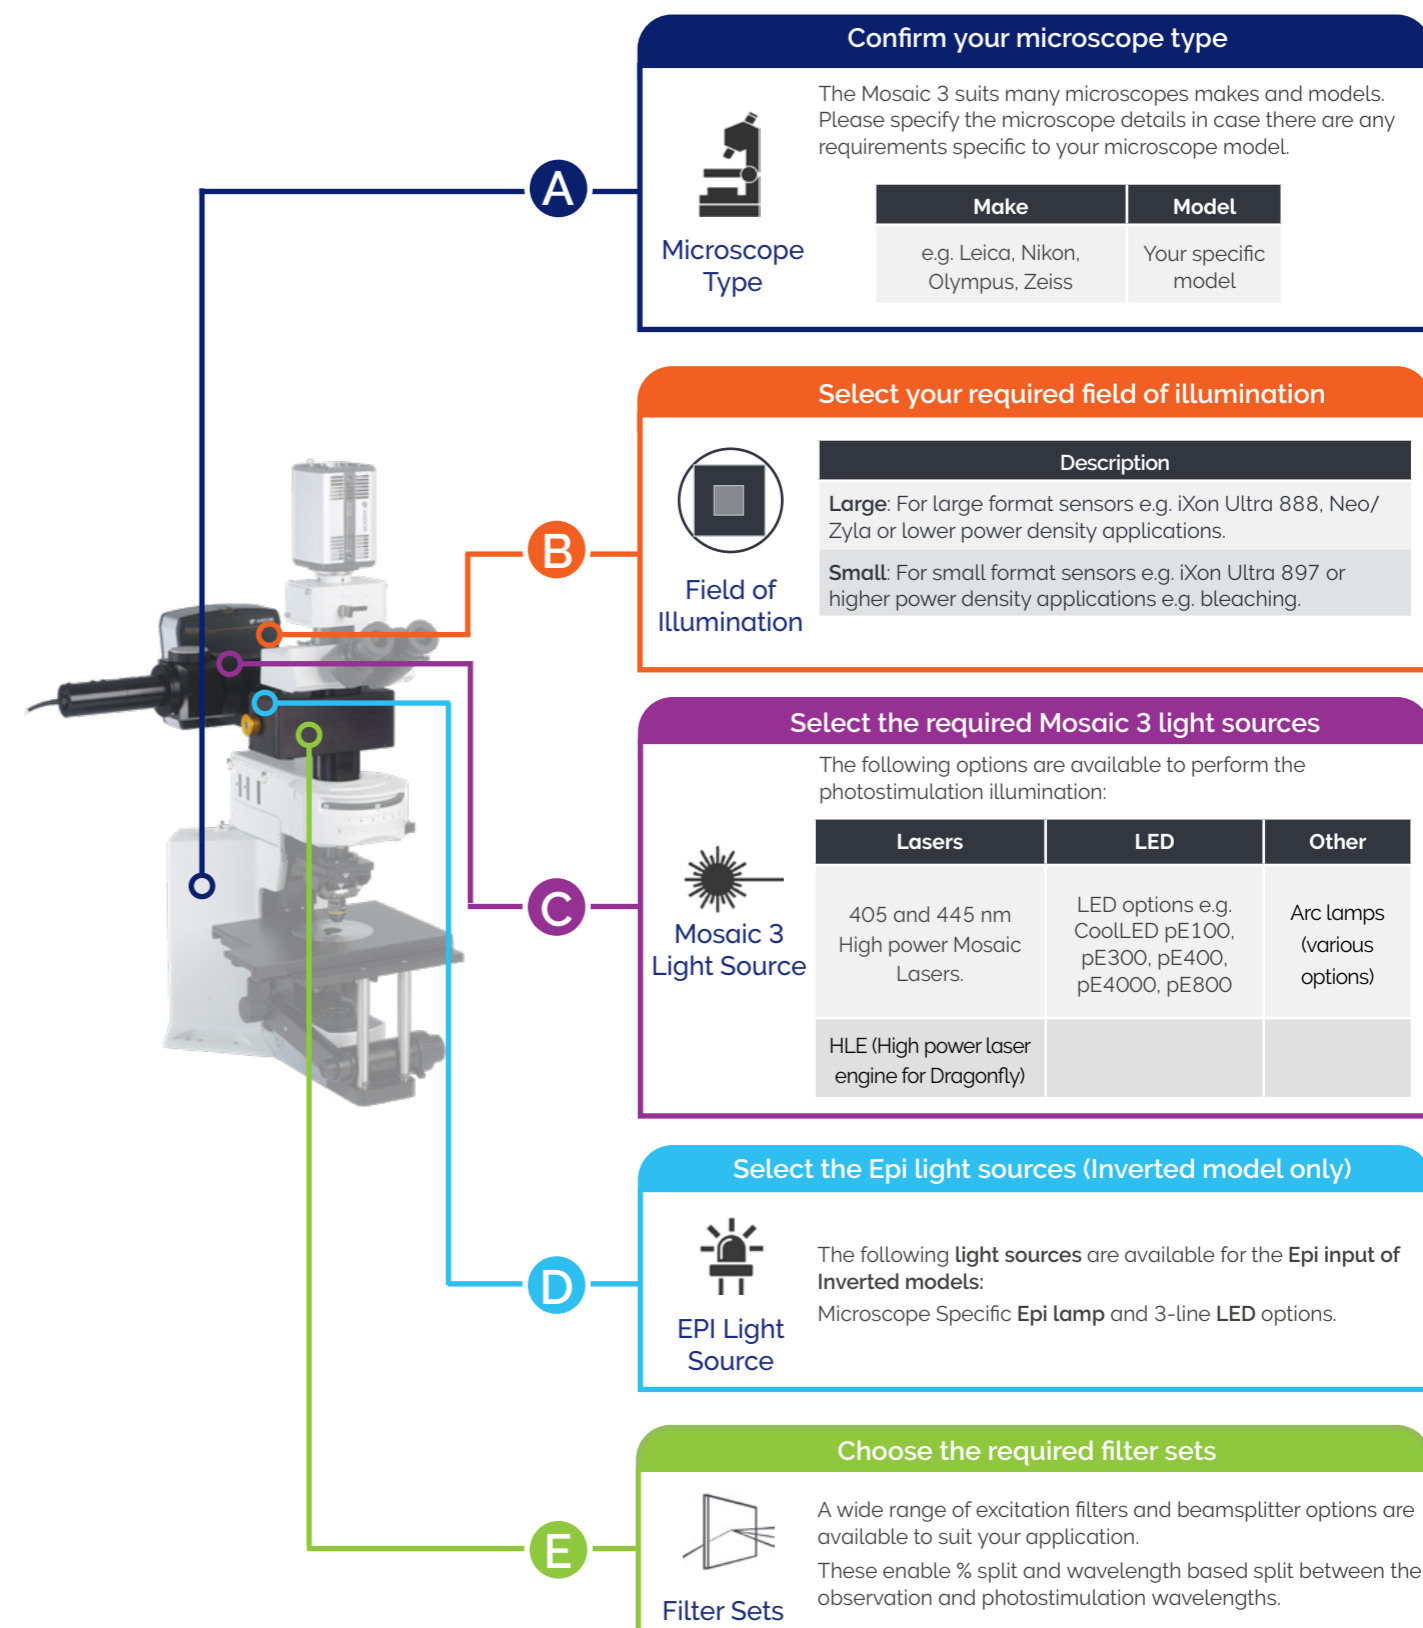 Confirm your microscope type
The Mosaic 3 suits many microscopes makes and models.
Please specify the microscope details in case there are any
requirements specific to your microscope model.
A
Microscope
Type
Make Model
e.g. Leica, Nikon,
Olympus, Zeiss
Your specific
model
Select your required field of illumination
B
Field of
Illumination
Description
Large: For large format sensors e.g. iXon Ultra 888, Neo/
Zyla or lower power density applications.
Small: For small format sensors e.g. iXon Ultra 897 or
higher power density applications e.g. bleaching.
Select the required Mosaic 3 light sources
The following options are available to perform the
photostimulation illumination:
C
Mosaic 3
Light Source
Lasers LED Other
405 and 445 nm
High power Mosaic
Lasers.
LED options e.g.
CoolLED pE100,
pE300, pE400,
pE4000, pE800
Arc lamps
(various
options)
HLE (High power laser
engine for Dragonfly)
Select the Epi light sources (Inverted model only)
D
EPI Light
Source
The following light sources are available for the Epi input of
Inverted models:
Microscope Specific Epi lamp and 3-line LED options.
Choose the required filter sets
E
Filter Sets
A wide range of excitation filters and beamsplitter options are
available to suit your application.
These enable % split and wavelength based split between the
observation and photostimulation wavelengths.